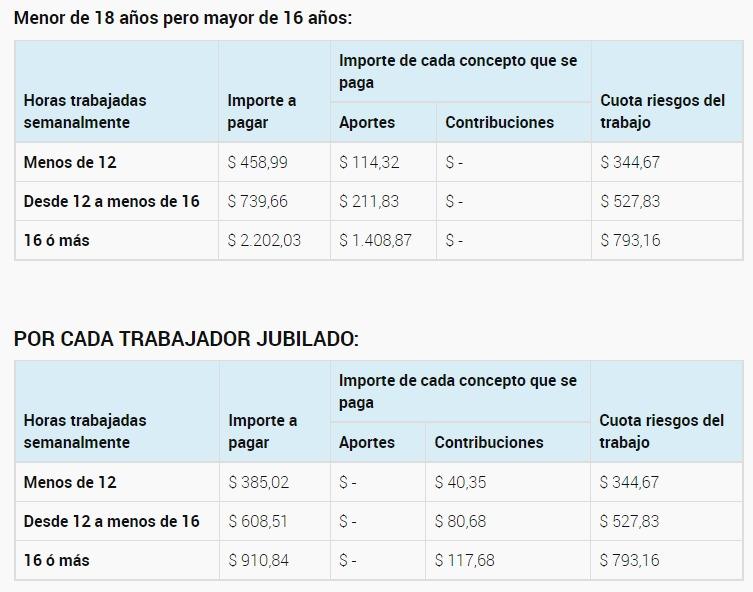 Menor de 18 años pero mayor de 16 años:
Horas trabajadas semanalmente Importe a pagar Importe de cada concepto que se paga Cuota riesgos del trabajo
Aportes Contribuciones
Menos de 12 $ 458,99 $ 114,32 $ - $ 344,67
Desde 12 a menos de 16 $ 739,66 $ 211,83 $ - $ 527,83
16 ó más $ 2.202,03 $ 1.408,87 $ - $ 793,16
POR CADA TRABAJADOR JUBILADO:
Horas trabajadas semanalmente Importe a pagar Importe de cada concepto que se paga Cuota riesgos del trabajo
Aportes Contribuciones
Menos de 12 $ 385,02 $ - $ 40,35 $ 344,67
Desde 12 a menos de 16 $ 608,51 $ - $ 80,68 $ 527,83
16 ó más $ 910,84 $ - $ 117,68 $ 793,16